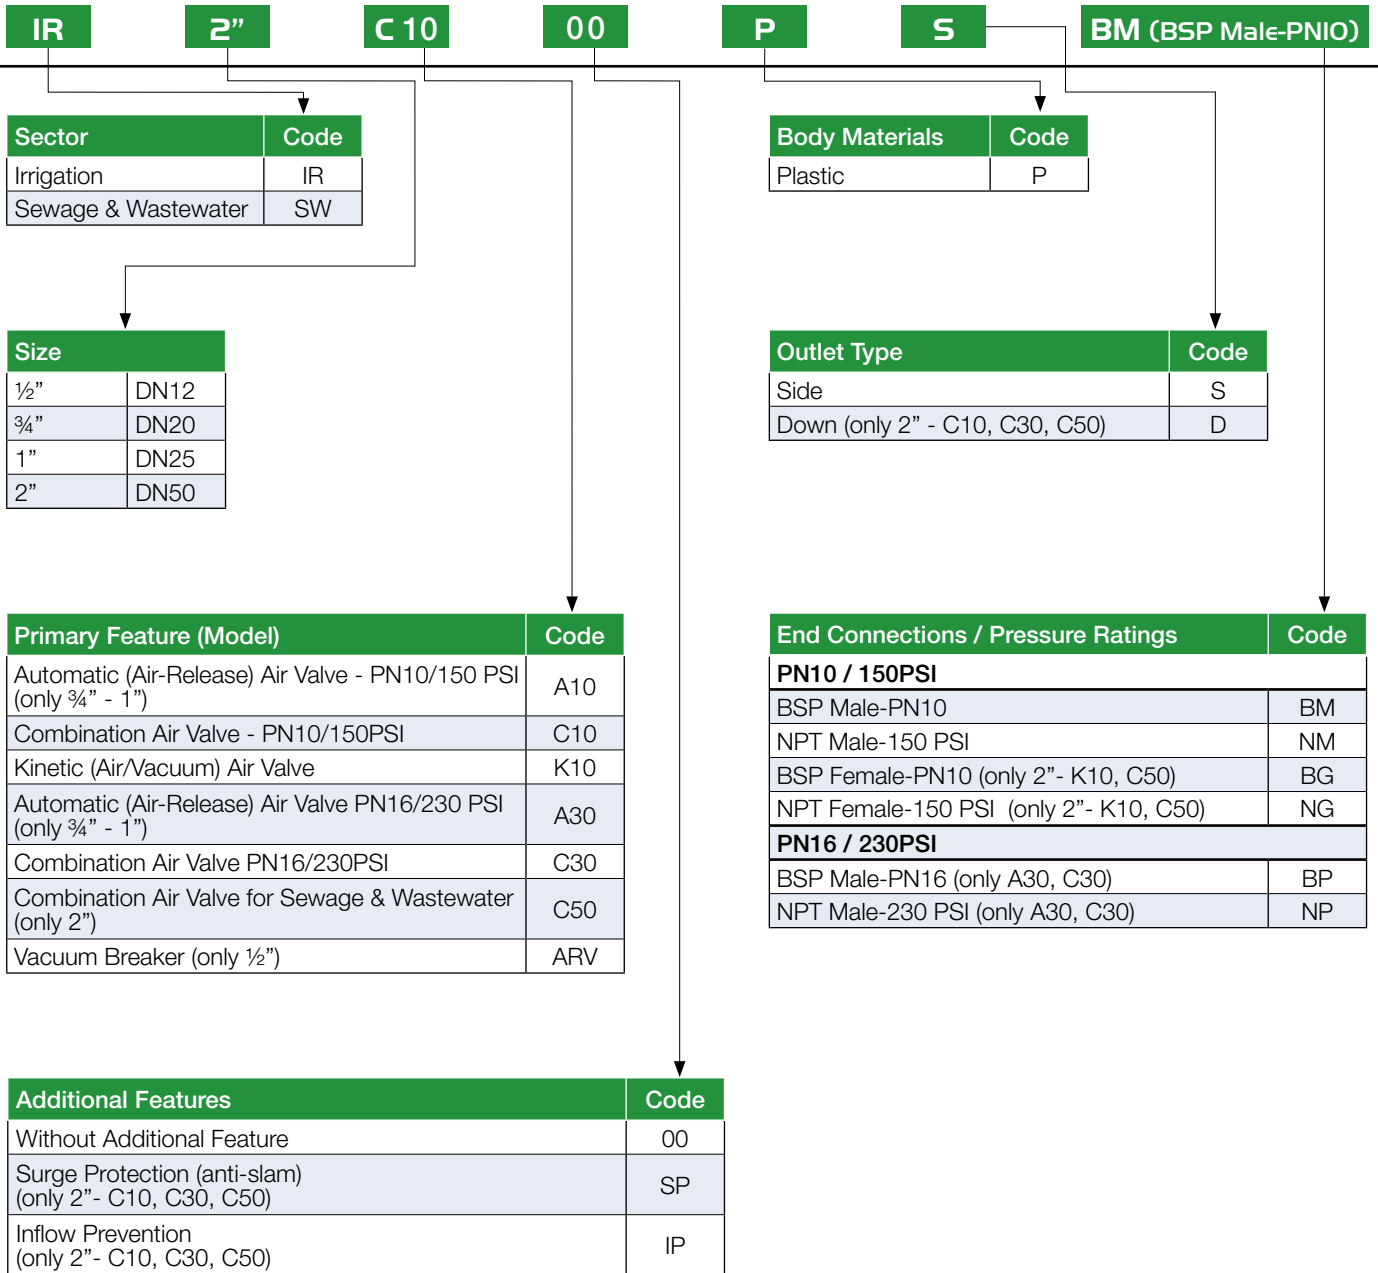 IR 2” C10 00 P S BM (BSP Male-PN10)
Sector Code
Irrigation IR
Sewage & Wastewater SW
Body Materials Code
Plastic P
Size
½” DN12
¾” DN20
1” DN25
2” DN50
Outlet Type Code
Side S
Down (only 2” - C10, C30, C50) D
Primary Feature (Model) Code
Automatic (Air-Release) Air Valve - PN10/150 PSI
(only ¾” - 1”) A10
Combination Air Valve - PN10/150PSI C10
Kinetic (Air/Vacuum) Air Valve K10
Automatic (Air-Release) Air Valve PN16/230 PSI
(only ¾” - 1”) A30
Combination Air Valve PN16/230PSI C30
Combination Air Valve for Sewage & Wastewater
(only 2”) C50
Vacuum Breaker (only ½”) ARV
End Connections / Pressure Ratings Code
PN10 / 150PSI
BSP Male-PN10 BM
NPT Male-150 PSI NM
BSP Female-PN10 (only 2”- K10, C50) BG
NPT Female-150 PSI (only 2”- K10, C50) NG
PN16 / 230PSI
BSP Male-PN16 (only A30, C30) BP
NPT Male-230 PSI (only A30, C30) NP
Additional Features Code
Without Additional Feature 00
Surge Protection (anti-slam)
(only 2”- C10, C30, C50) SP
Inflow Prevention
(only 2”- C10, C30, C50) IP